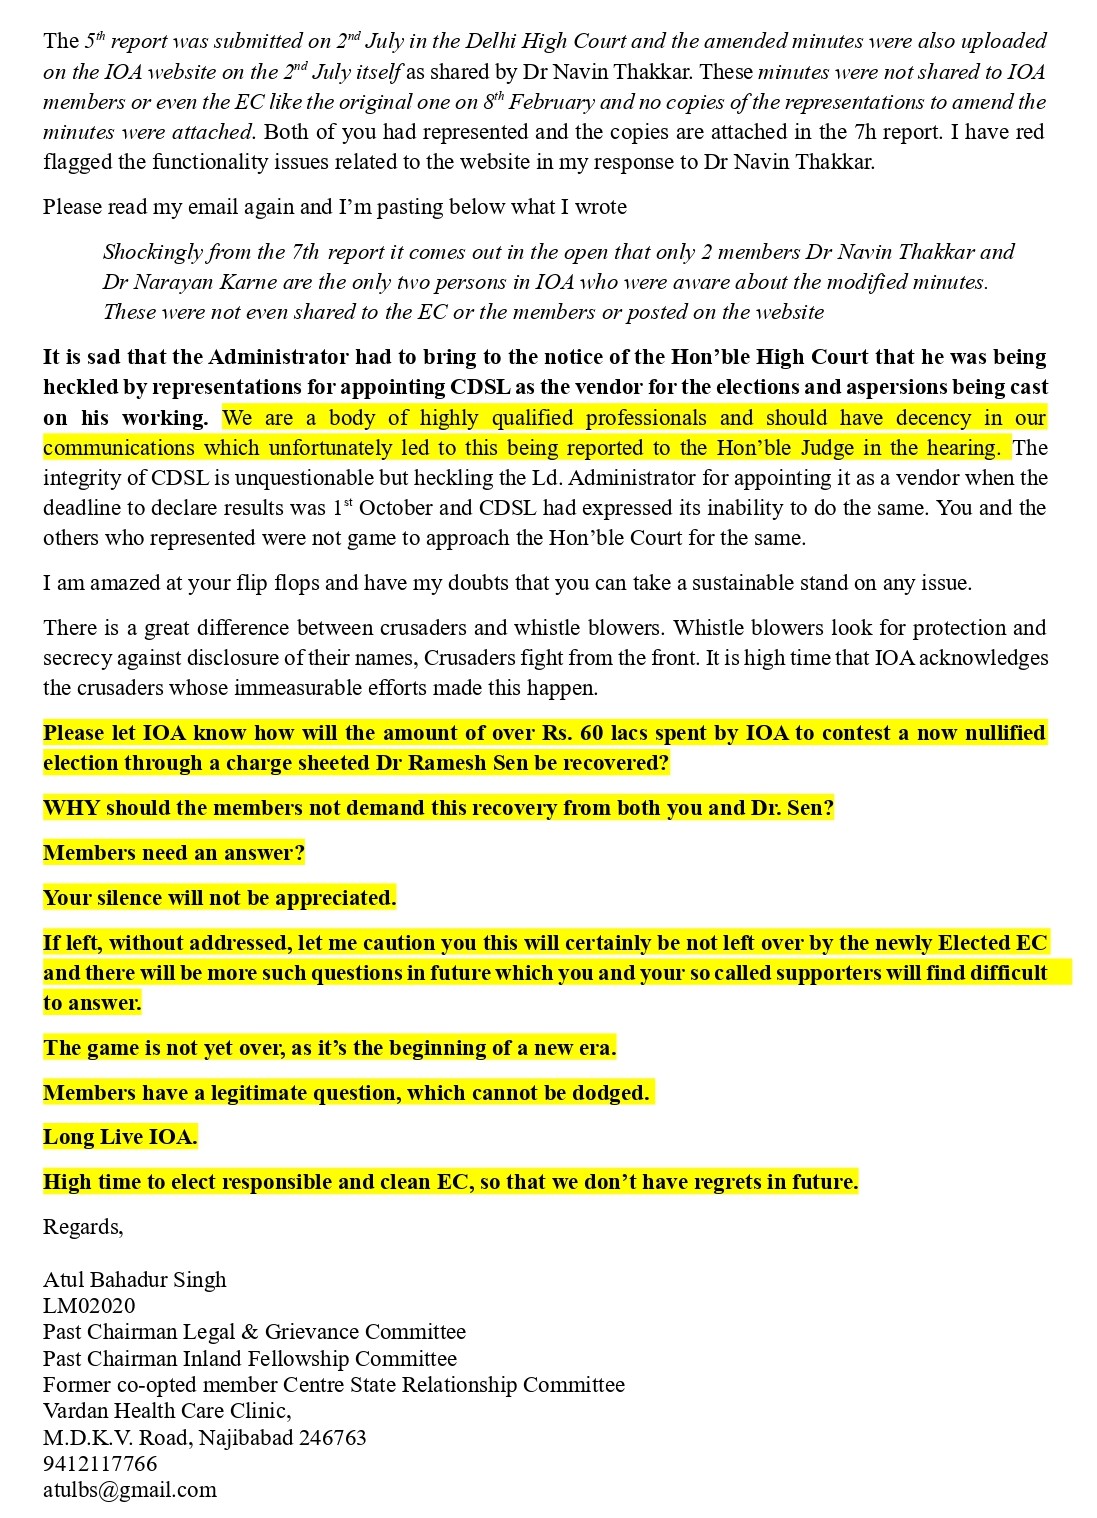 The 5th report was submitted on 2nd July in the Delhi High Court and the amended minutes were also uploaded
on the IOA website on the 2nd July itself as shared by Dr Navin Thakkar. These minutes were not shared to IOA
members or even the EC like the original one on 8th February and no copies of the representations to amend the
minutes were attached. Both of you had represented and the copies are attached in the 7h report. I have red
flagged the functionality issues related to the website in my response to Dr Navin Thakkar.
Please read my email again and I’m pasting below what I wrote
Shockingly from the 7th report it comes out in the open that only 2 members Dr Navin Thakkar and
Dr Narayan Karne are the only two persons in IOA who were aware about the modified minutes.
These were not even shared to the EC or the members or posted on the website
It is sad that the Administrator had to bring to the notice of the Hon’ble High Court that he was being
heckled by representations for appointing CDSL as the vendor for the elections and aspersions being cast
on his working. We are a body of highly qualified professionals and should have decency in our
communications which unfortunately led to this being reported to the Hon’ble Judge in the hearing. The
integrity of CDSL is unquestionable but heckling the Ld. Administrator for appointing it as a vendor when the
deadline to declare results was 1st October and CDSL had expressed its inability to do the same. You and the
others who represented were not game to approach the Hon’ble Court for the same.
I am amazed at your flip flops and have my doubts that you can take a sustainable stand on any issue.
There is a great difference between crusaders and whistle blowers. Whistle blowers look for protection and
secrecy against disclosure of their names, Crusaders fight from the front. It is high time that IOA acknowledges
the crusaders whose immeasurable efforts made this happen.
Please let IOA know how will the amount of over Rs. 60 lacs spent by IOA to contest a now nullified
election through a charge sheeted Dr Ramesh Sen be recovered?
WHY should the members not demand this recovery from both you and Dr. Sen?
Members need an answer?
Your silence will not be appreciated.
If left, without addressed, let me caution you this will certainly be not left over by the newly Elected EC
and there will be more such questions in future which you and your so called supporters will find difficult
to answer.
The game is not yet over, as it’s the beginning of a new era.
Members have a legitimate question, which cannot be dodged.
Long Live IOA.
High time to elect responsible and clean EC, so that we don’t have regrets in future.
Regards,
Atul Bahadur Singh
LM02020
Past Chairman Legal & Grievance Committee
Past Chairman Inland Fellowship Committee
Former co-opted member Centre State Relationship Committee
Vardan Health Care Clinic,
M.D.K.V. Road, Najibabad 246763
9412117766
atulbs@gmail.com